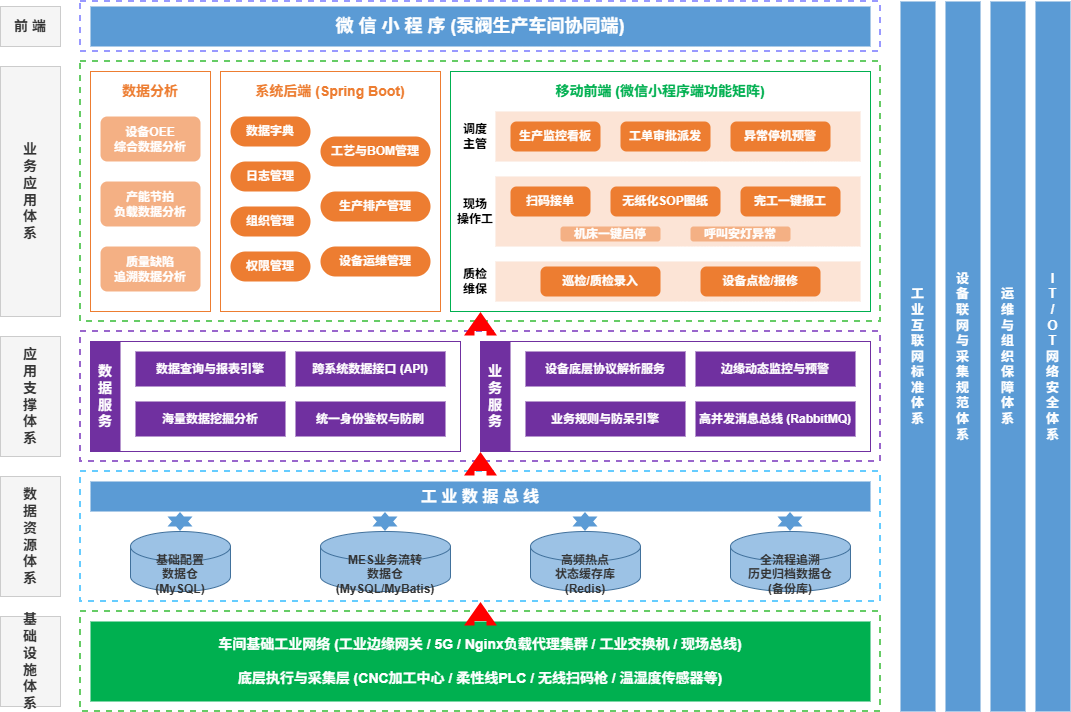 前 端
微 信 小 程 序 (泵阀生产车间协同端)
业务应用体系
数据分析
设备OEE
综合数据分析
产能节拍
负载数据分析
质量缺陷
追溯数据分析
系统后端 (Spring Boot)
数据字典
日志管理
组织管理
权限管理
工艺与BOM管理
生产排产管理
设备运维管理
移动前端 (微信小程序端功能矩阵)
调度
主管
生产监控看板
工单审批派发
异常停机预警
现场
操作工
扫码接单
无纸化SOP图纸
完工一键报工
机床一键启停
呼叫安灯异常
质检
维保
巡检/质检录入
设备点检/报修
应用支撑体系
数据服务
数据查询与报表引擎
跨系统数据接口 (API)
海量数据挖掘分析
统一身份鉴权与防刷
业务服务
设备底层协议解析服务
边缘动态监控与预警
业务规则与防呆引擎
高并发消息总线 (RabbitMQ)
数据资源体系
工 业 数 据 总 线
基础配置
数据仓
(MySQL)
MES业务流转
数据仓
(MySQL/MyBatis)
高频热点
状态缓存库
(Redis)
全流程追溯
历史归档数据仓
(备份库)
基础设施体系
车间基础工业网络 (工业边缘网关 / 5G / Nginx负载代理集群 / 工业交换机 / 现场总线)
底层执行与采集层 (CNC加工中心 / 柔性线PLC / 无线扫码枪 / 温湿度传感器等)
工业互联网标准体系
设备联网与采集规范体系
运维与组织保障体系
IT/OT网络安全体系